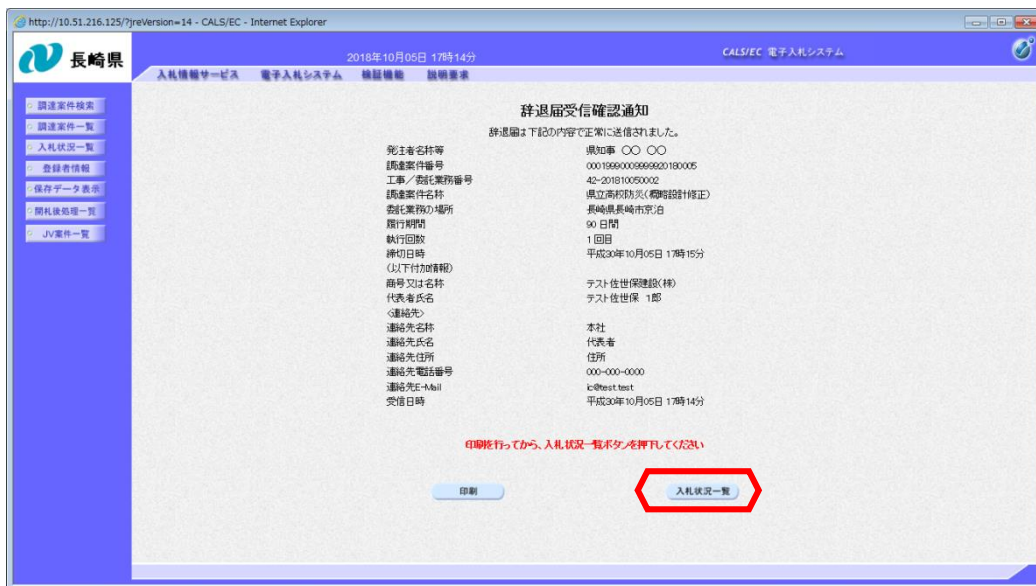 http://10.51.216.125/?jreVersion=14 - CALS/EC - Internet Explorer
長崎県
2018年10月05日 17時14分
CALS/EC 電子入札システム
入札情報サービス 電子入札システム 検証機能 説明要求
調達案件検索
調達案件一覧
入札状況一覧
登録者情報
保存データ表示
開札後処理一覧
JV案件一覧
辞退届受信確認通知
辞退届は下記の内容で正常に送信されました。
発注者名称等 県知事 〇〇 〇〇
調達案件番号 0001999000999992018​0005
工事/委託業務番号 42-201810050002
調達案件名称 県立高校防災(概略設計修正)
委託業務の場所 長崎県長崎市京泊
履行期間 90 日間
執行回数 1 回目
締切日時 平成30年10月05日 17時15分
(以下付加情報)
商号又は名称 テスト佐世保建設(株)
代表者氏名 テスト佐世保 1郎
<連絡先>
連絡先名称 本社
連絡先氏名 代表者
連絡先住所 住所
連絡先電話番号 000-000-0000
連絡先E-Mail ic@test.test
受信日時 平成30年10月05日 17時14分
印刷を行ってから、入札状況一覧ボタンを押下してください
印刷 入札状況一覧